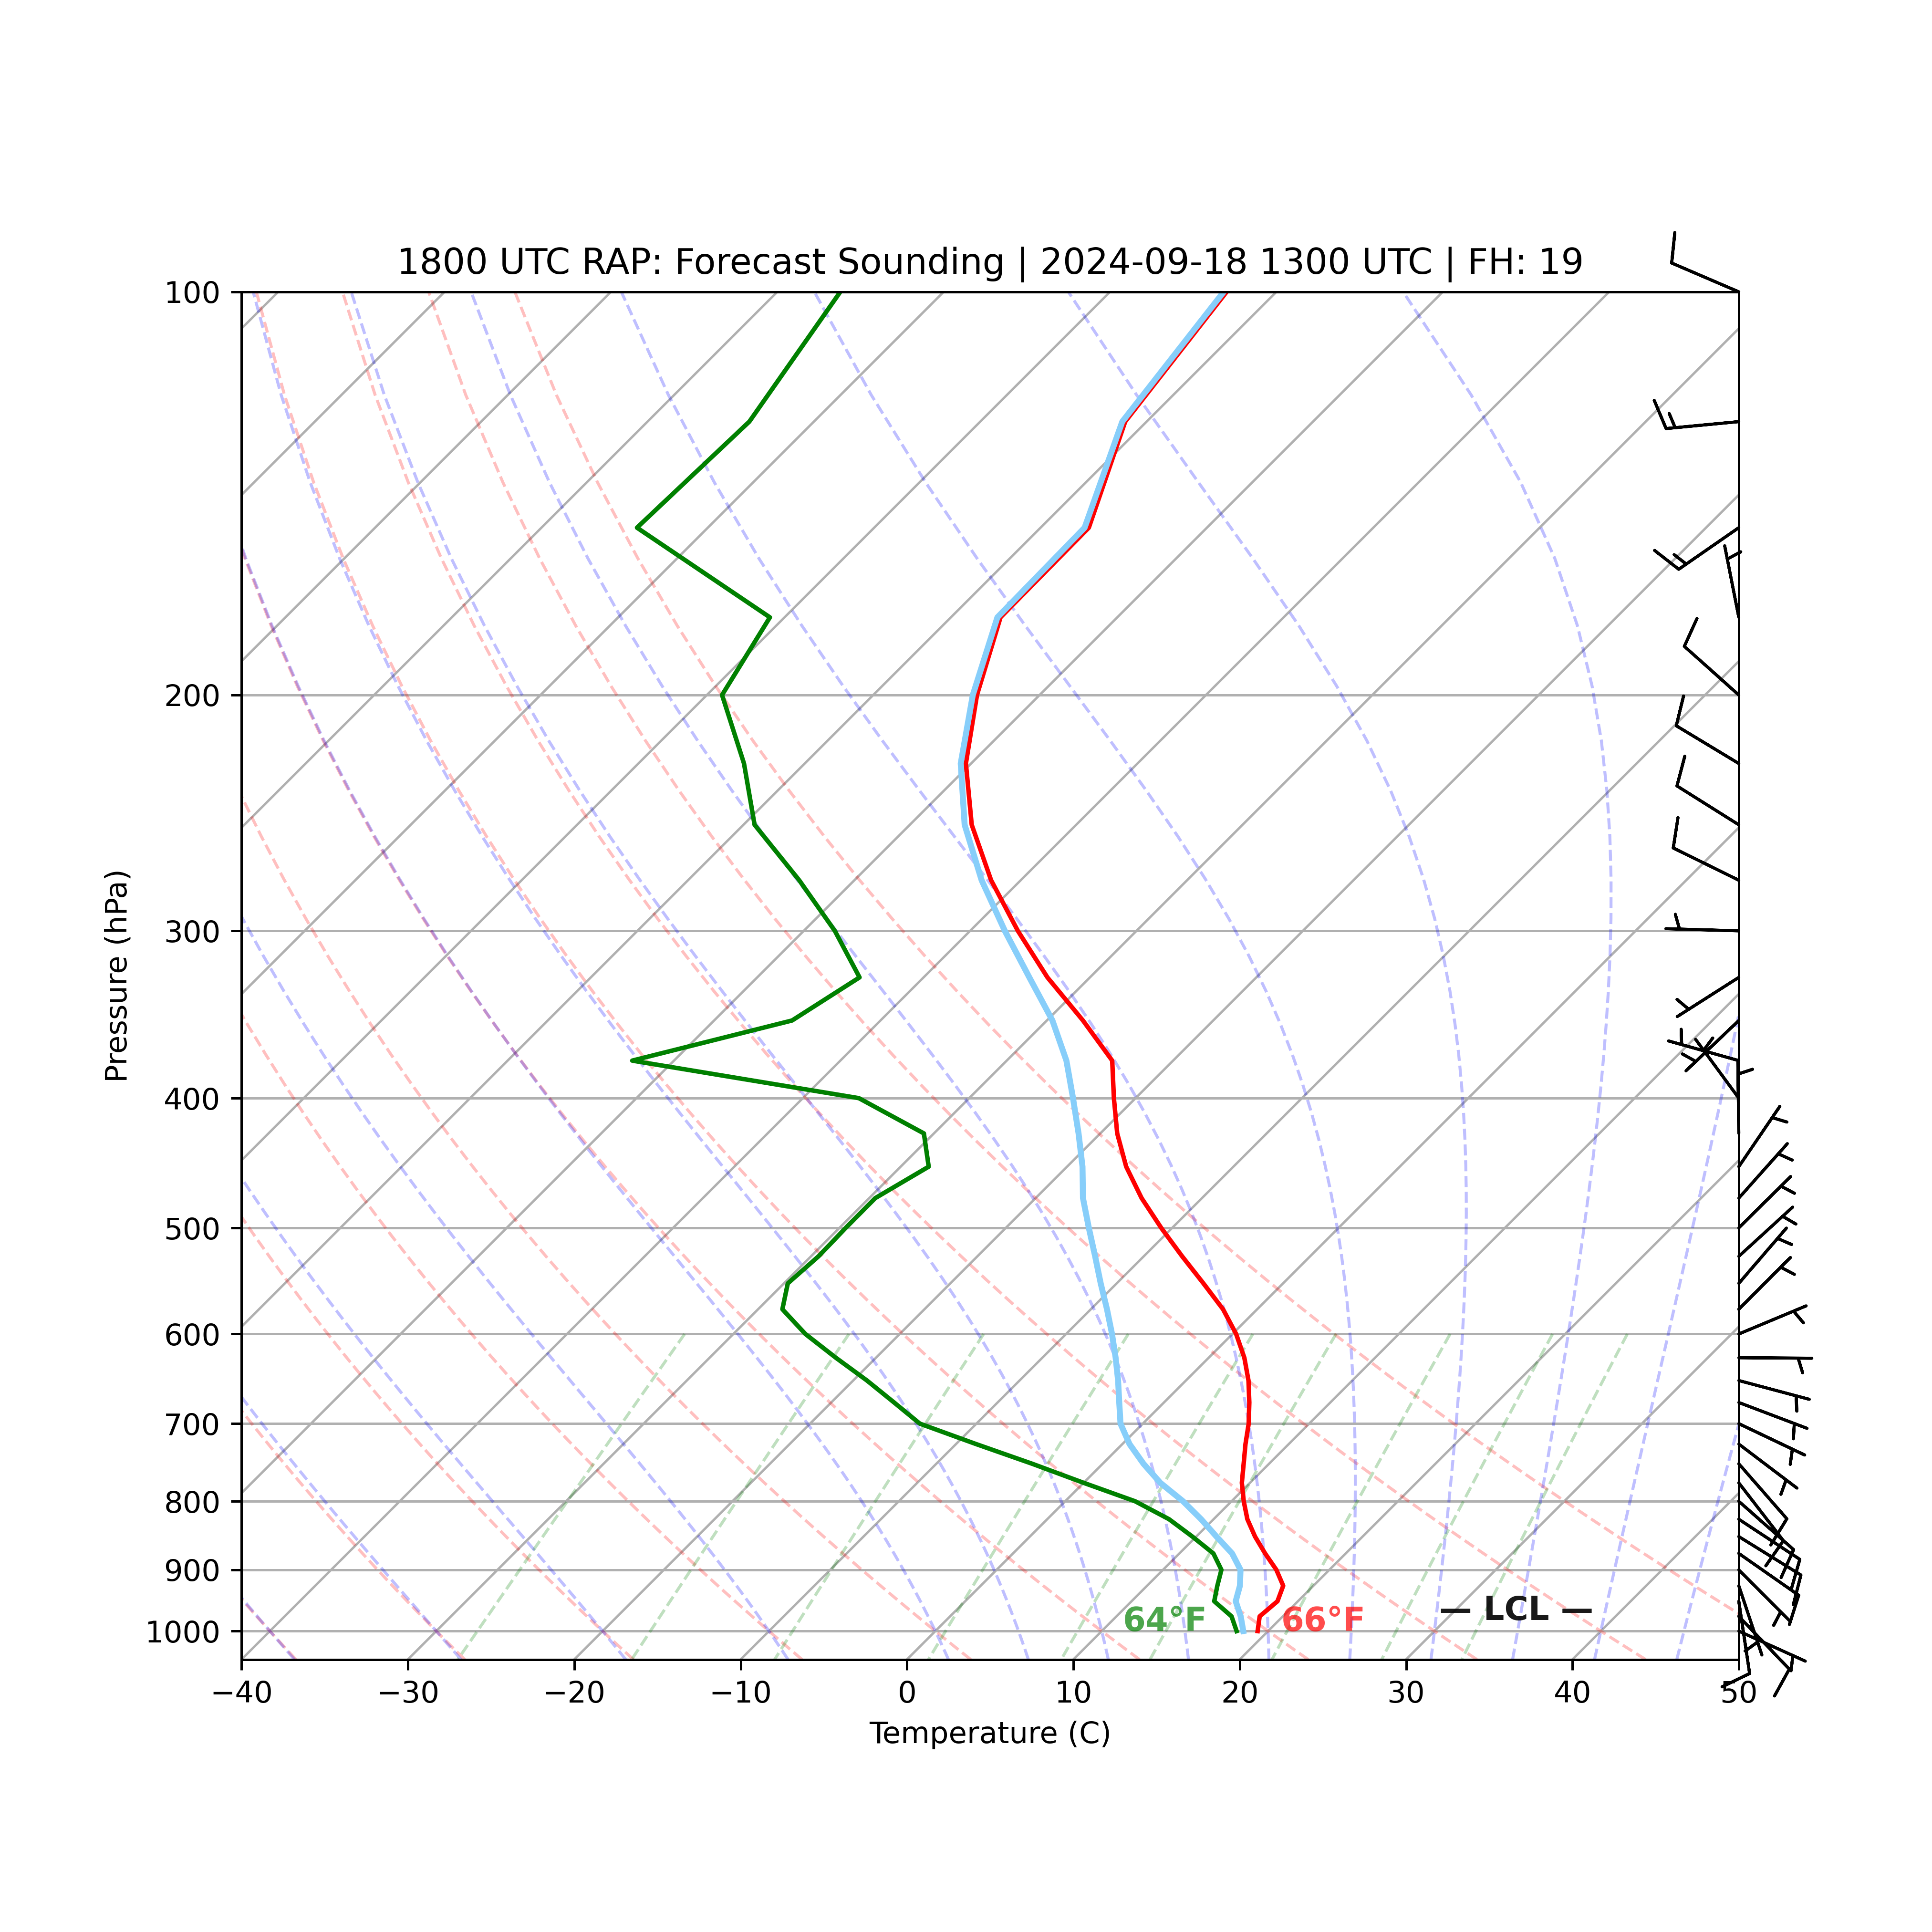 1800 UTC RAP: Forecast Sounding | 2024-09-18 1300 UTC | FH: 19
100
200
300
400
500
600
700
800
900
1000
Pressure (hPa)
64°F 66°F — LCL —
−40 −30 −20 −10 0 10 20 30 40 50
Temperature (C)